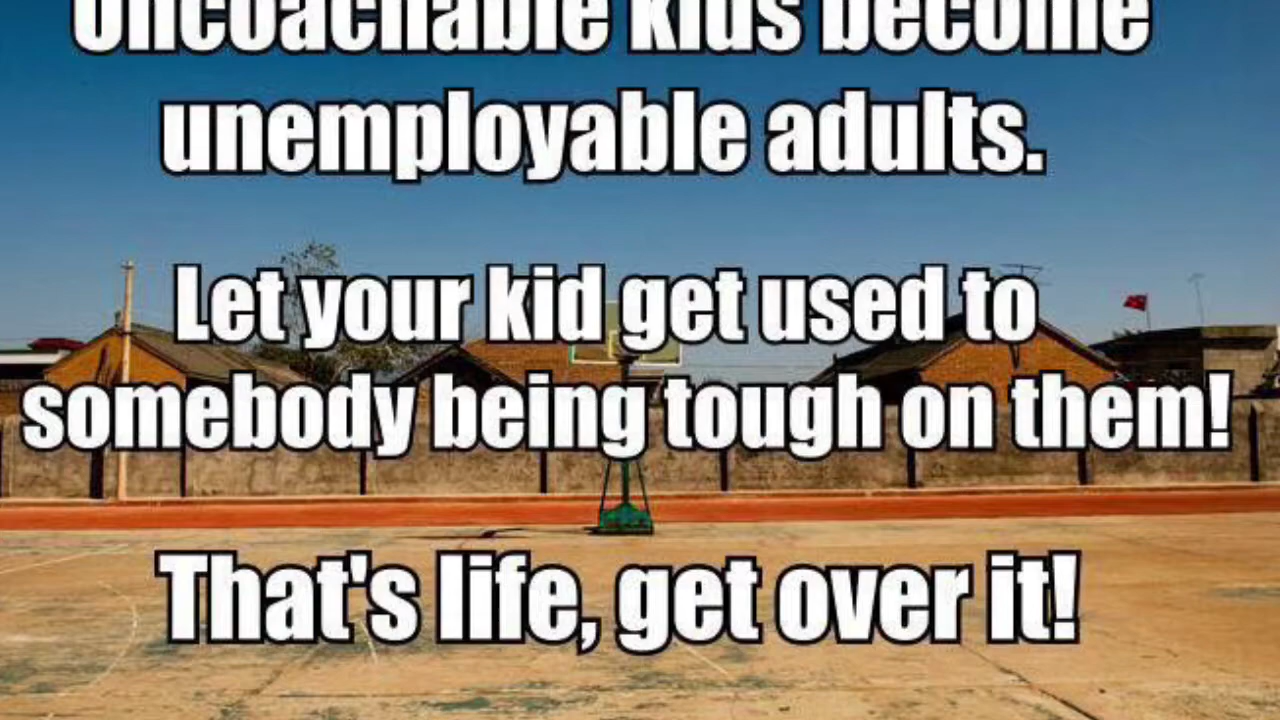 Uncoachable kids become
unemployable adults.
Let your kid get used to
somebody being tough on them!
That's life, get over it!